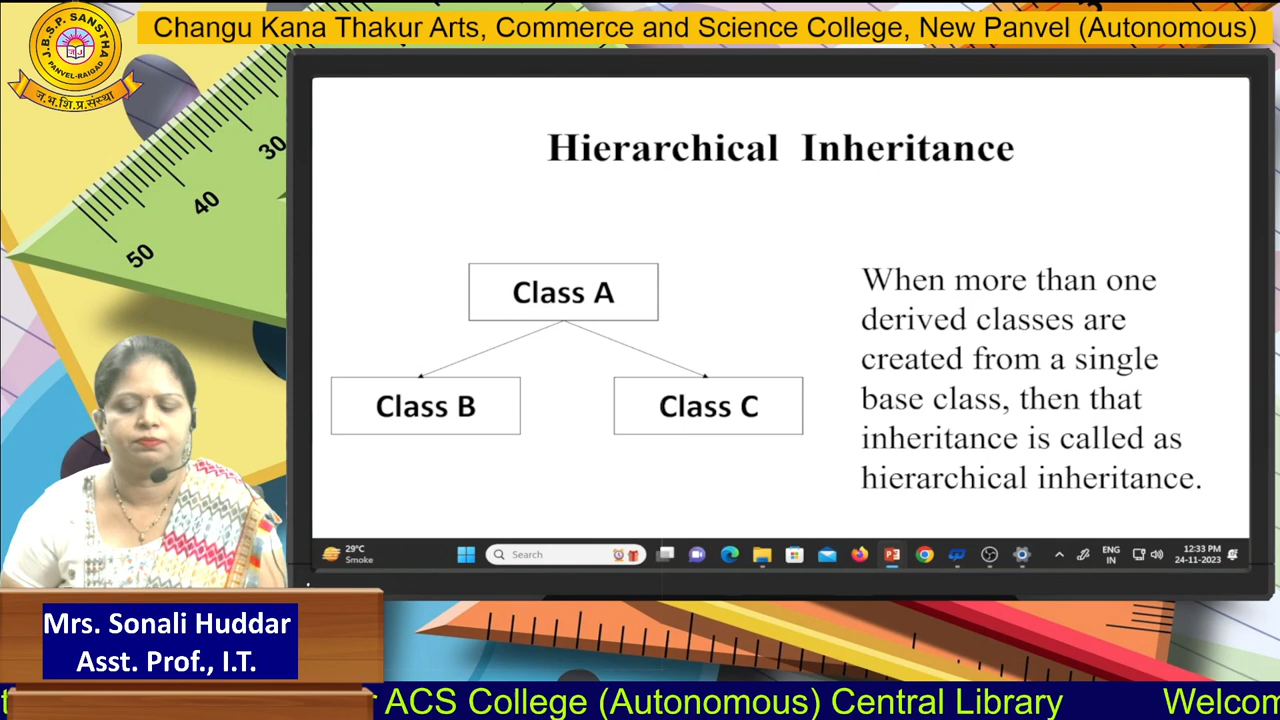 Changu Kana Thakur Arts, Commerce and Science College, New Panvel (Autonomous)
J.B.S.P. SANSTHA
PANVEL-RAIGAD
ज.भ.शि.प्र.संस्था
30
40
50
Hierarchical Inheritance
Class A
Class B
Class C
When more than one
derived classes are
created from a single
base class, then that
inheritance is called as
hierarchical inheritance.
29°C
Smoke
Search
ENG
IN
12:33 PM
24-11-2023
Mrs. Sonali Huddar
Asst. Prof., I.T.
ACS College (Autonomous) Central Library
Welcom